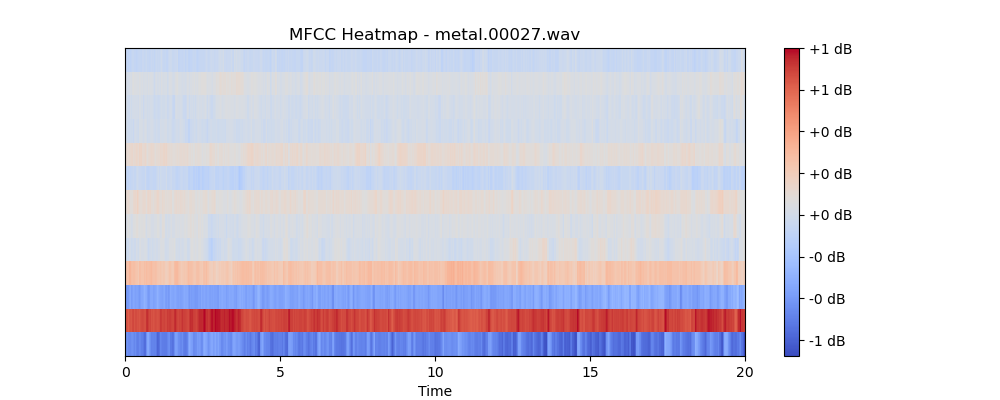 MFCC Heatmap - metal.00027.wav
+1 dB
+1 dB
+0 dB
+0 dB
+0 dB
-0 dB
-0 dB
-1 dB
0 5 10 15 20
Time